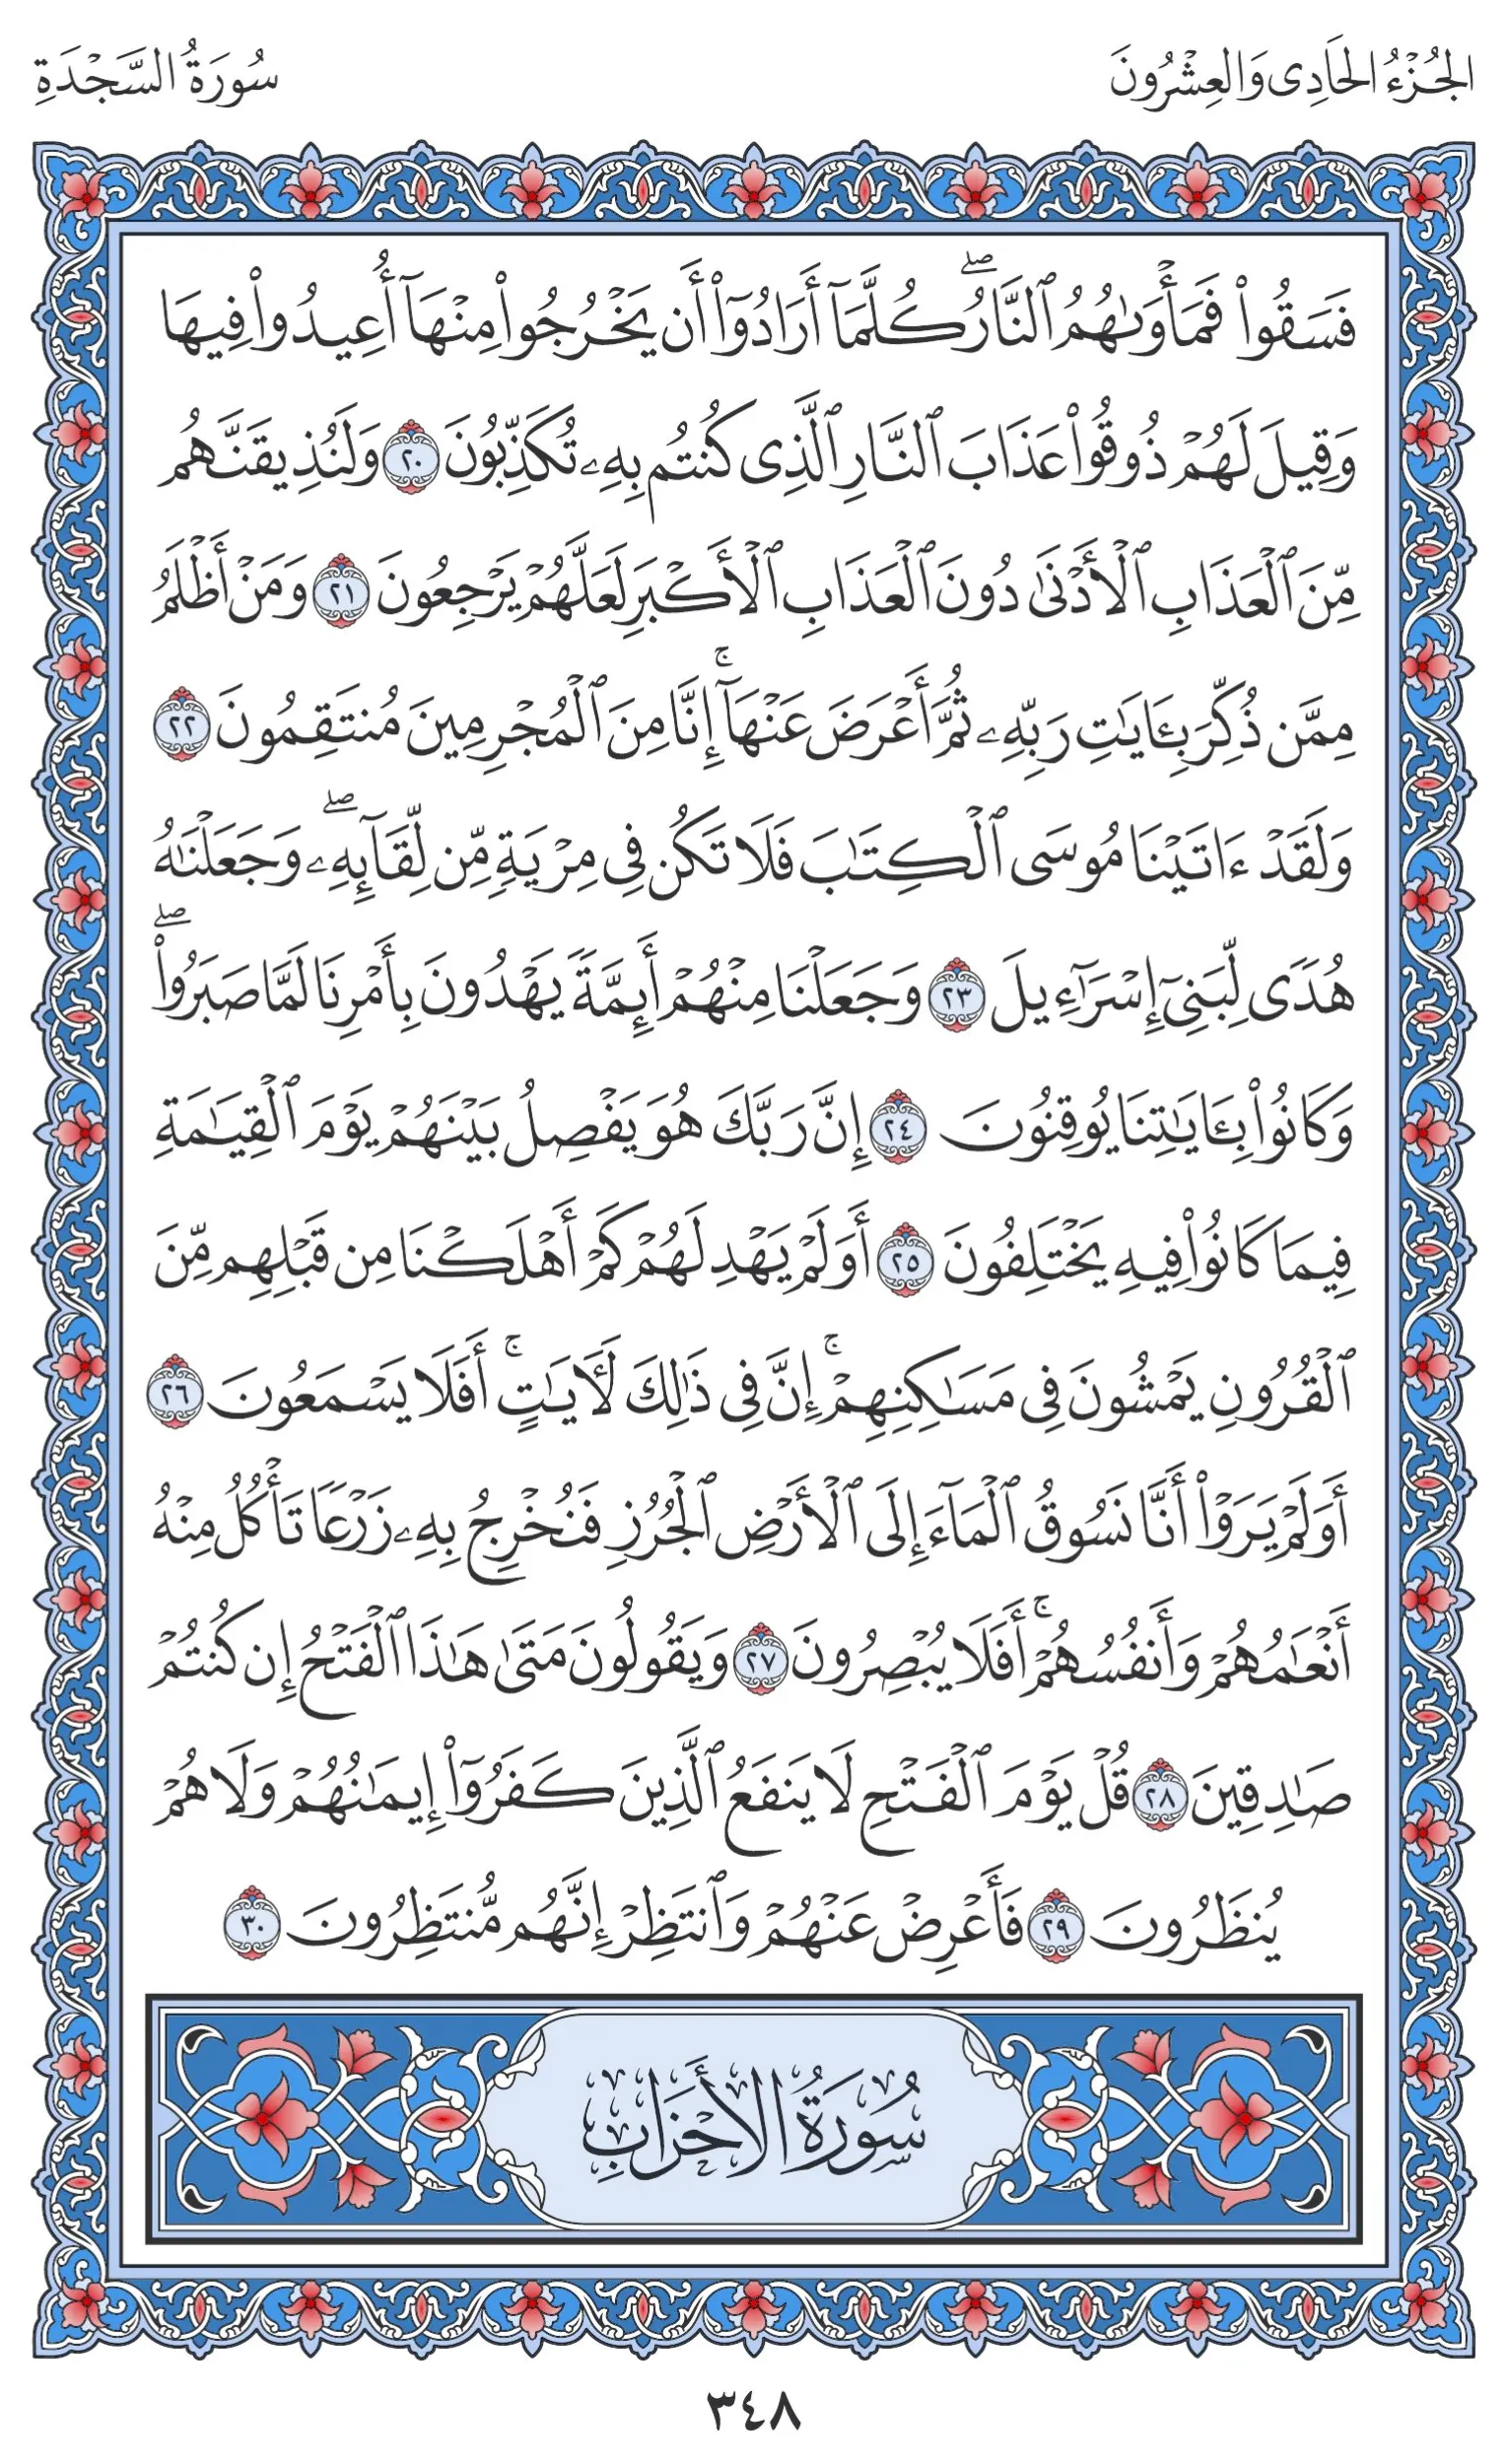 الجُزْءُ الحَادِى وَالعِشْرُونَ
سُورَةُ السَّجْدَةِ
فَسَقُوا۟ فَمَأْوَىٰهُمُ ٱلنَّارُ ۖ كُلَّمَآ أَرَادُوٓا۟ أَن يَخْرُجُوا۟ مِنْهَآ أُعِيدُوا۟ فِيهَا
وَقِيلَ لَهُمْ ذُوقُوا۟ عَذَابَ ٱلنَّارِ ٱلَّذِى كُنتُم بِهِۦ تُكَذِّبُونَ ٢٠ وَلَنُذِيقَنَّهُم
مِّنَ ٱلْعَذَابِ ٱلْأَدْنَىٰ دُونَ ٱلْعَذَابِ ٱلْأَكْبَرِ لَعَلَّهُمْ يَرْجِعُونَ ٢١ وَمَنْ أَظْلَمُ
مِمَّن ذُكِّرَ بِـَٔايَـٰتِ رَبِّهِۦ ثُمَّ أَعْرَضَ عَنْهَآ ۚ إِنَّا مِنَ ٱلْمُجْرِمِينَ مُنتَقِمُونَ ٢٢
وَلَقَدْ ءَاتَيْنَا مُوسَى ٱلْكِتَـٰبَ فَلَا تَكُن فِى مِرْيَةٍ مِّن لِّقَآئِهِۦ ۖ وَجَعَلْنَـٰهُ
هُدًى لِّبَنِىٓ إِسْرَٰٓءِيلَ ٢٣ وَجَعَلْنَا مِنْهُمْ أَئِمَّةً يَهْدُونَ بِأَمْرِنَا لَمَّا صَبَرُوا۟ ۖ
وَكَانُوا۟ بِـَٔايَـٰتِنَا يُوقِنُونَ ٢٤ إِنَّ رَبَّكَ هُوَ يَفْصِلُ بَيْنَهُمْ يَوْمَ ٱلْقِيَـٰمَةِ
فِيمَا كَانُوا۟ فِيهِ يَخْتَلِفُونَ ٢٥ أَوَلَمْ يَهْدِ لَهُمْ كَمْ أَهْلَكْنَا مِن قَبْلِهِم مِّنَ
ٱلْقُرُونِ يَمْشُونَ فِى مَسَـٰكِنِهِمْ ۚ إِنَّ فِى ذَٰلِكَ لَـَٔايَـٰتٍ ۚ أَفَلَا يَسْمَعُونَ ٢٦
أَوَلَمْ يَرَوْا۟ أَنَّا نَسُوقُ ٱلْمَآءَ إِلَى ٱلْأَرْضِ ٱلْجُرُزِ فَنُخْرِجُ بِهِۦ زَرْعًا تَأْكُلُ مِنْهُ
أَنْعَـٰمُهُمْ وَأَنفُسُهُمْ ۚ أَفَلَا يُبْصِرُونَ ٢٧ وَيَقُولُونَ مَتَىٰ هَـٰذَا ٱلْفَتْحُ إِن كُنتُمْ
صَـٰدِقِينَ ٢٨ قُلْ يَوْمَ ٱلْفَتْحِ لَا يَنفَعُ ٱلَّذِينَ كَفَرُوٓا۟ إِيمَـٰنُهُمْ وَلَا هُمْ
يُنظَرُونَ ٢٩ فَأَعْرِضْ عَنْهُمْ وَٱنتَظِرْ إِنَّهُم مُّنتَظِرُونَ ٣٠
سُورَةُ الأَحْزَابِ
٣٤٨